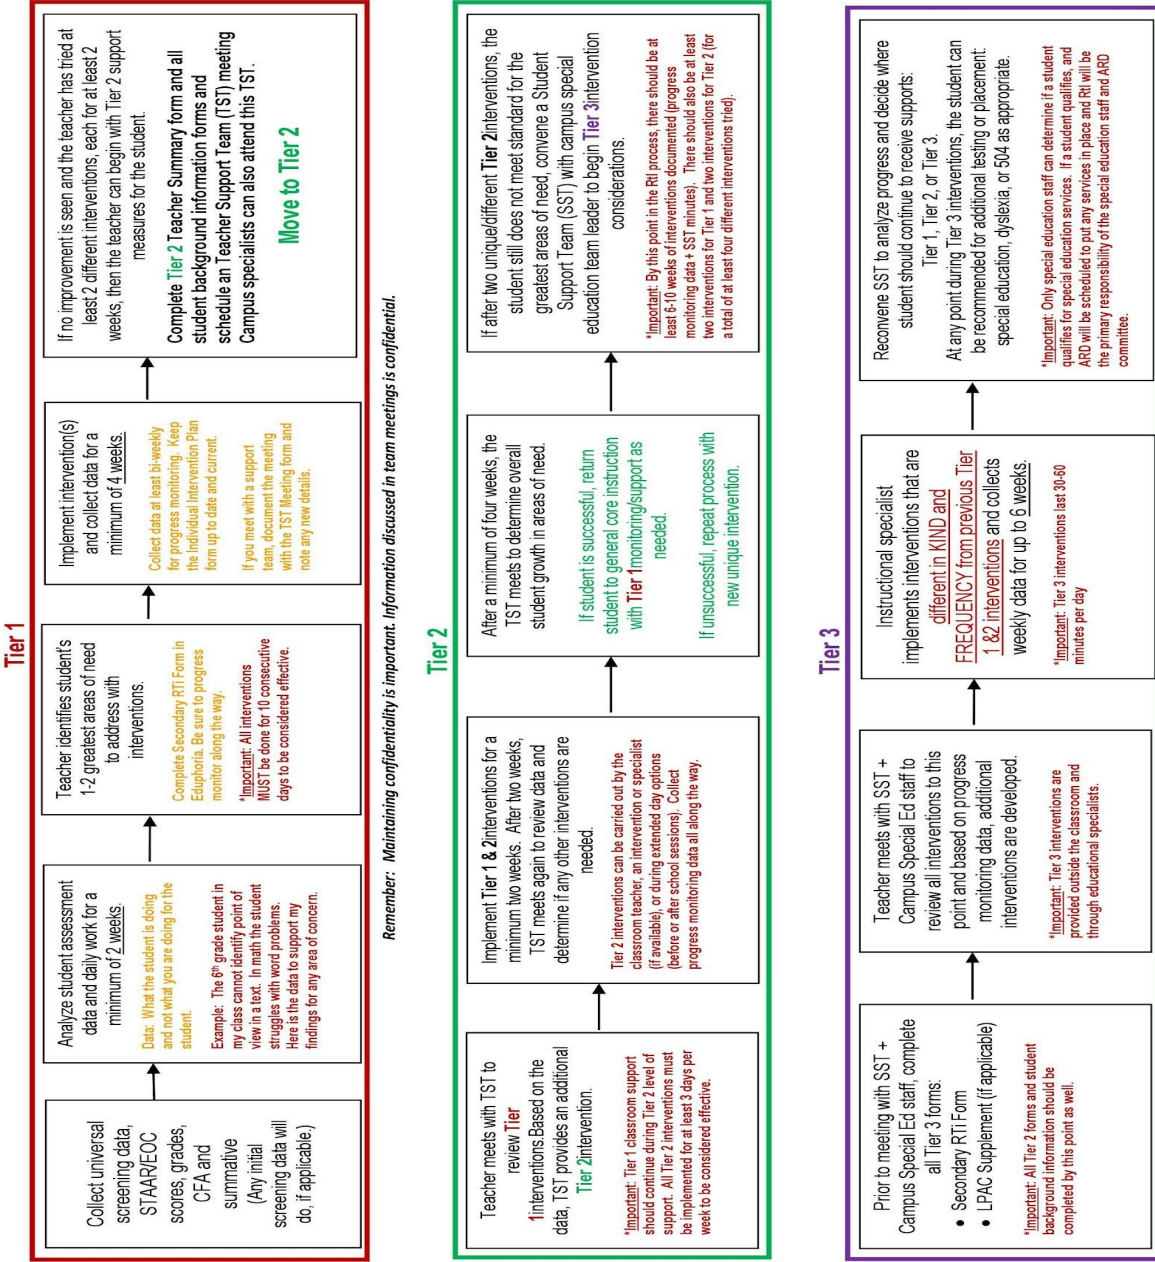 Tier 1
Collect universal
screening data,
STAAR/EOC
scores, grades,
CFA and
summative
(Any initial
screening data will
do, if applicable.)
Analyze student assessment
data and daily work for a
minimum of 2 weeks.
Data: What the student is doing
and not what you are doing for the
student.
Example: The 6th grade student in
my class cannot identify point of
view in a text. In math the student
struggles with word problems.
Here is the data to support my
findings for any area of concern.
Teacher identifies student's
1-2 greatest areas of need
to address with
interventions.
Complete Secondary RTi Form in
Eduphoria. Be sure to progress
monitor along the way.
*Important: All interventions
MUST be done for 10 consecutive
days to be considered effective.
Implement intervention(s)
and collect data for a
minimum of 4 weeks.
Collect data at least bi-weekly
for progress monitoring. Keep
the Individual Intervention Plan
form up to date and current.
If you meet with a support
team, document the meeting
with the TST Meeting form and
note any new details.
If no improvement is seen and the teacher has tried at
least 2 different interventions, each for at least 2
weeks, then the teacher can begin with Tier 2 support
measures for the student.
Complete Tier 2 Teacher Summary form and all
student background information forms and
schedule an Teacher Support Team (TST) meeting
Campus specialists can also attend this TST.
Move to Tier 2
Remember: Maintaining confidentiality is important. Information discussed in team meetings is confidential.
Tier 2
Teacher meets with TST to
review Tier
1interventions.Based on the
data, TST provides an additional
Tier 2intervention.
*Important: Tier 1 classroom support
should continue during Tier 2 level of
support. All Tier 2 interventions must
be implemented for at least 3 days per
week to be considered effective.
Implement Tier 1 & 2interventions for a
minimum two weeks. After two weeks,
TST meets again to review data and
determine if any other interventions are
needed.
Tier 2 interventions can be carried out by the
classroom teacher, an intervention or specialist
(if available), or during extended day options
(before or after school sessions). Collect
progress monitoring data all along the way.
After a minimum of four weeks, the
TST meets to determine overall
student growth in areas of need.
If student is successful, return
student to general core instruction
with Tier 1monitoring/support as
needed.
If unsuccessful, repeat process with
new unique intervention.
If after two unique/different Tier 2interventions, the
student still does not meet standard for the
greatest areas of need, convene a Student
Support Team (SST) with campus special
education team leader to begin Tier 3intervention
considerations.
*Important: By this point in the RtI process, there should be at
least 6-10 weeks of interventions documented (progress
monitoring data + SST minutes). There should also be at least
two interventions for Tier 1 and two interventions for Tier 2 (for
a total of at least four different interventions tried).
Tier 3
Prior to meeting with SST +
Campus Special Ed staff, complete
all Tier 3 forms:
• Secondary RTi Form
• LPAC Supplement (if applicable)
*Important: All Tier 2 forms and student
background information should be
completed by this point as well.
Teacher meets with SST +
Campus Special Ed staff to
review all interventions to this
point and based on progress
monitoring data, additional
interventions are developed.
*Important: Tier 3 interventions are
provided outside the classroom and
through educational specialists.
Instructional specialist
implements interventions that are
different in KIND and
FREQUENCY from previous Tier
1 &2 interventions and collects
weekly data for up to 6 weeks.
*Important: Tier 3 interventions last 30-60
minutes per day
Reconvene SST to analyze progress and decide where
student should continue to receive supports:
Tier 1, Tier 2, or Tier 3.
At any point during Tier 3 interventions, the student can
be recommended for additional testing or placement:
special education, dyslexia, or 504 as appropriate.
*Important: Only special education staff can determine if a student
qualifies for special education services. If a student qualifies, and
ARD will be scheduled to put any services in place and RtI will be
the primary responsibility of the special education staff and ARD
committee.